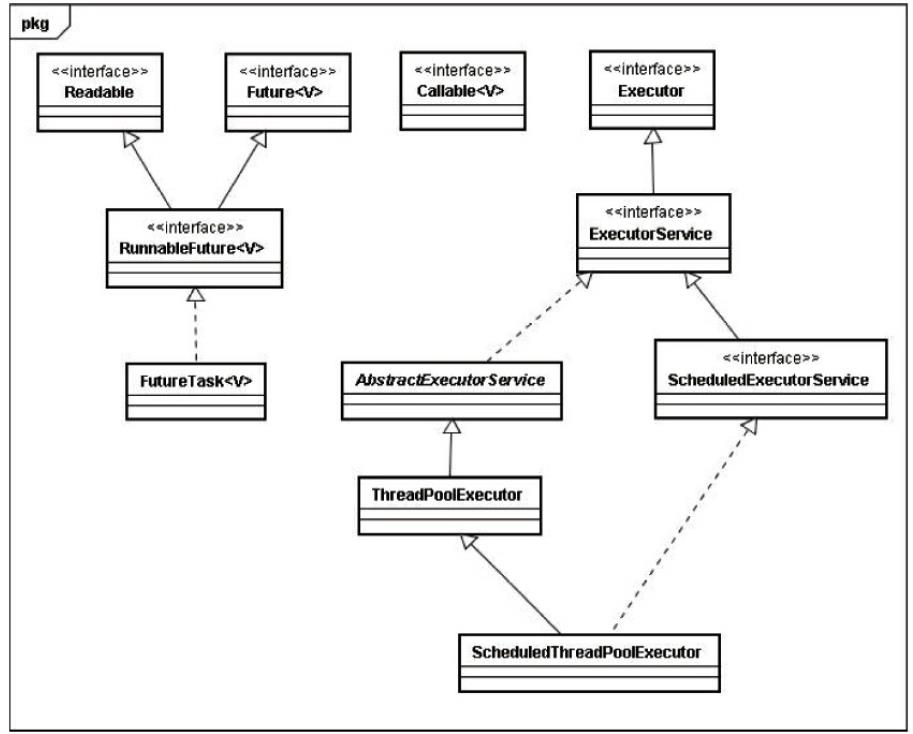 pkg
<<interface>>
Readable
<<interface>>
Future<V>
<<interface>>
Callable<V>
<<interface>>
Executor
<<interface>>
RunnableFuture<V>
<<interface>>
ExecutorService
FutureTask<V>
AbstractExecutorService
<<interface>>
ScheduledExecutorService
ThreadPoolExecutor
ScheduledThreadPoolExecutor